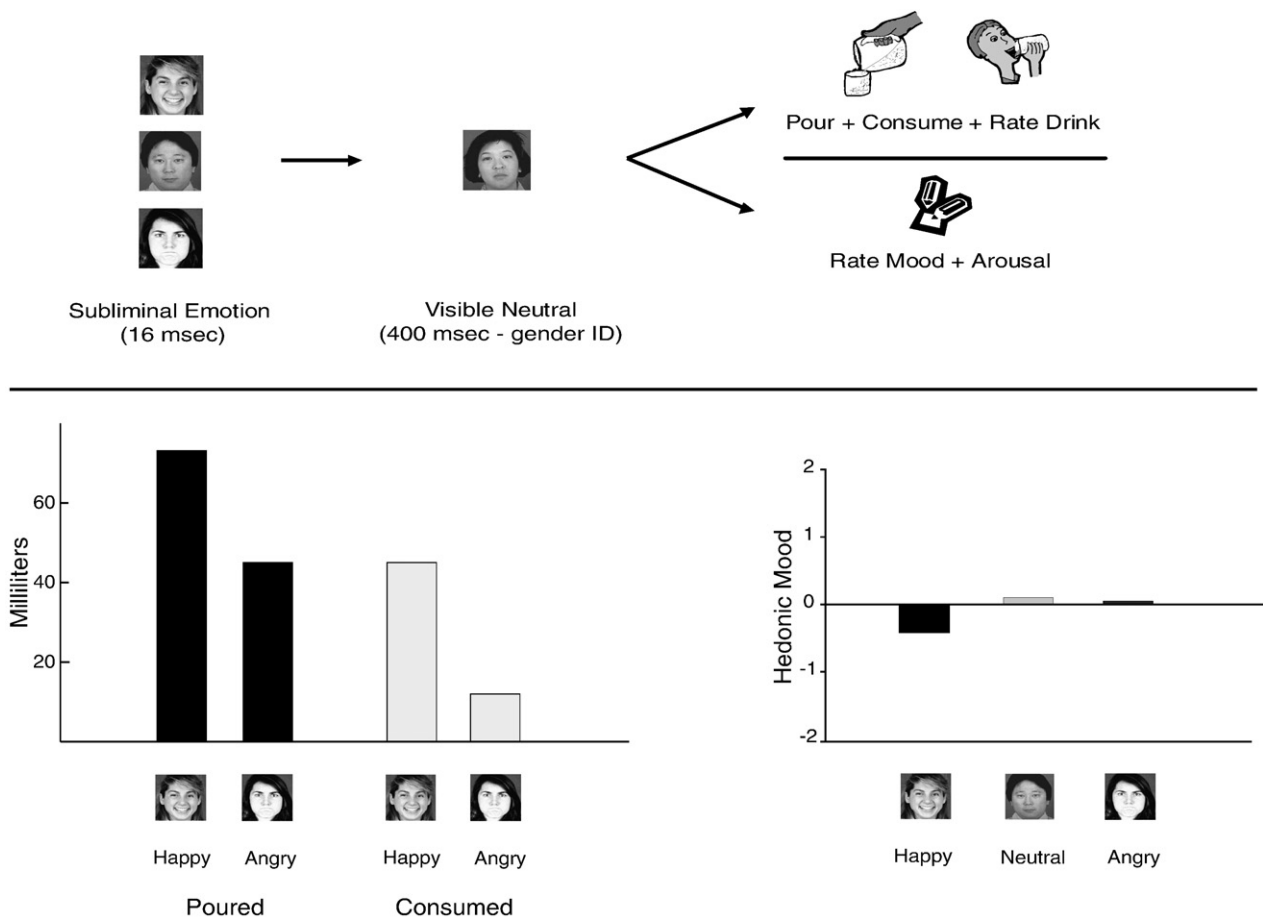 Pour + Consume + Rate Drink
Rate Mood + Arousal
Subliminal Emotion
(16 msec)
Visible Neutral
(400 msec - gender ID)
Milliliters
60
40
20
Happy
Angry
Happy
Angry
Poured
Consumed
Hedonic Mood
2
1
0
-1
-2
Happy
Neutral
Angry